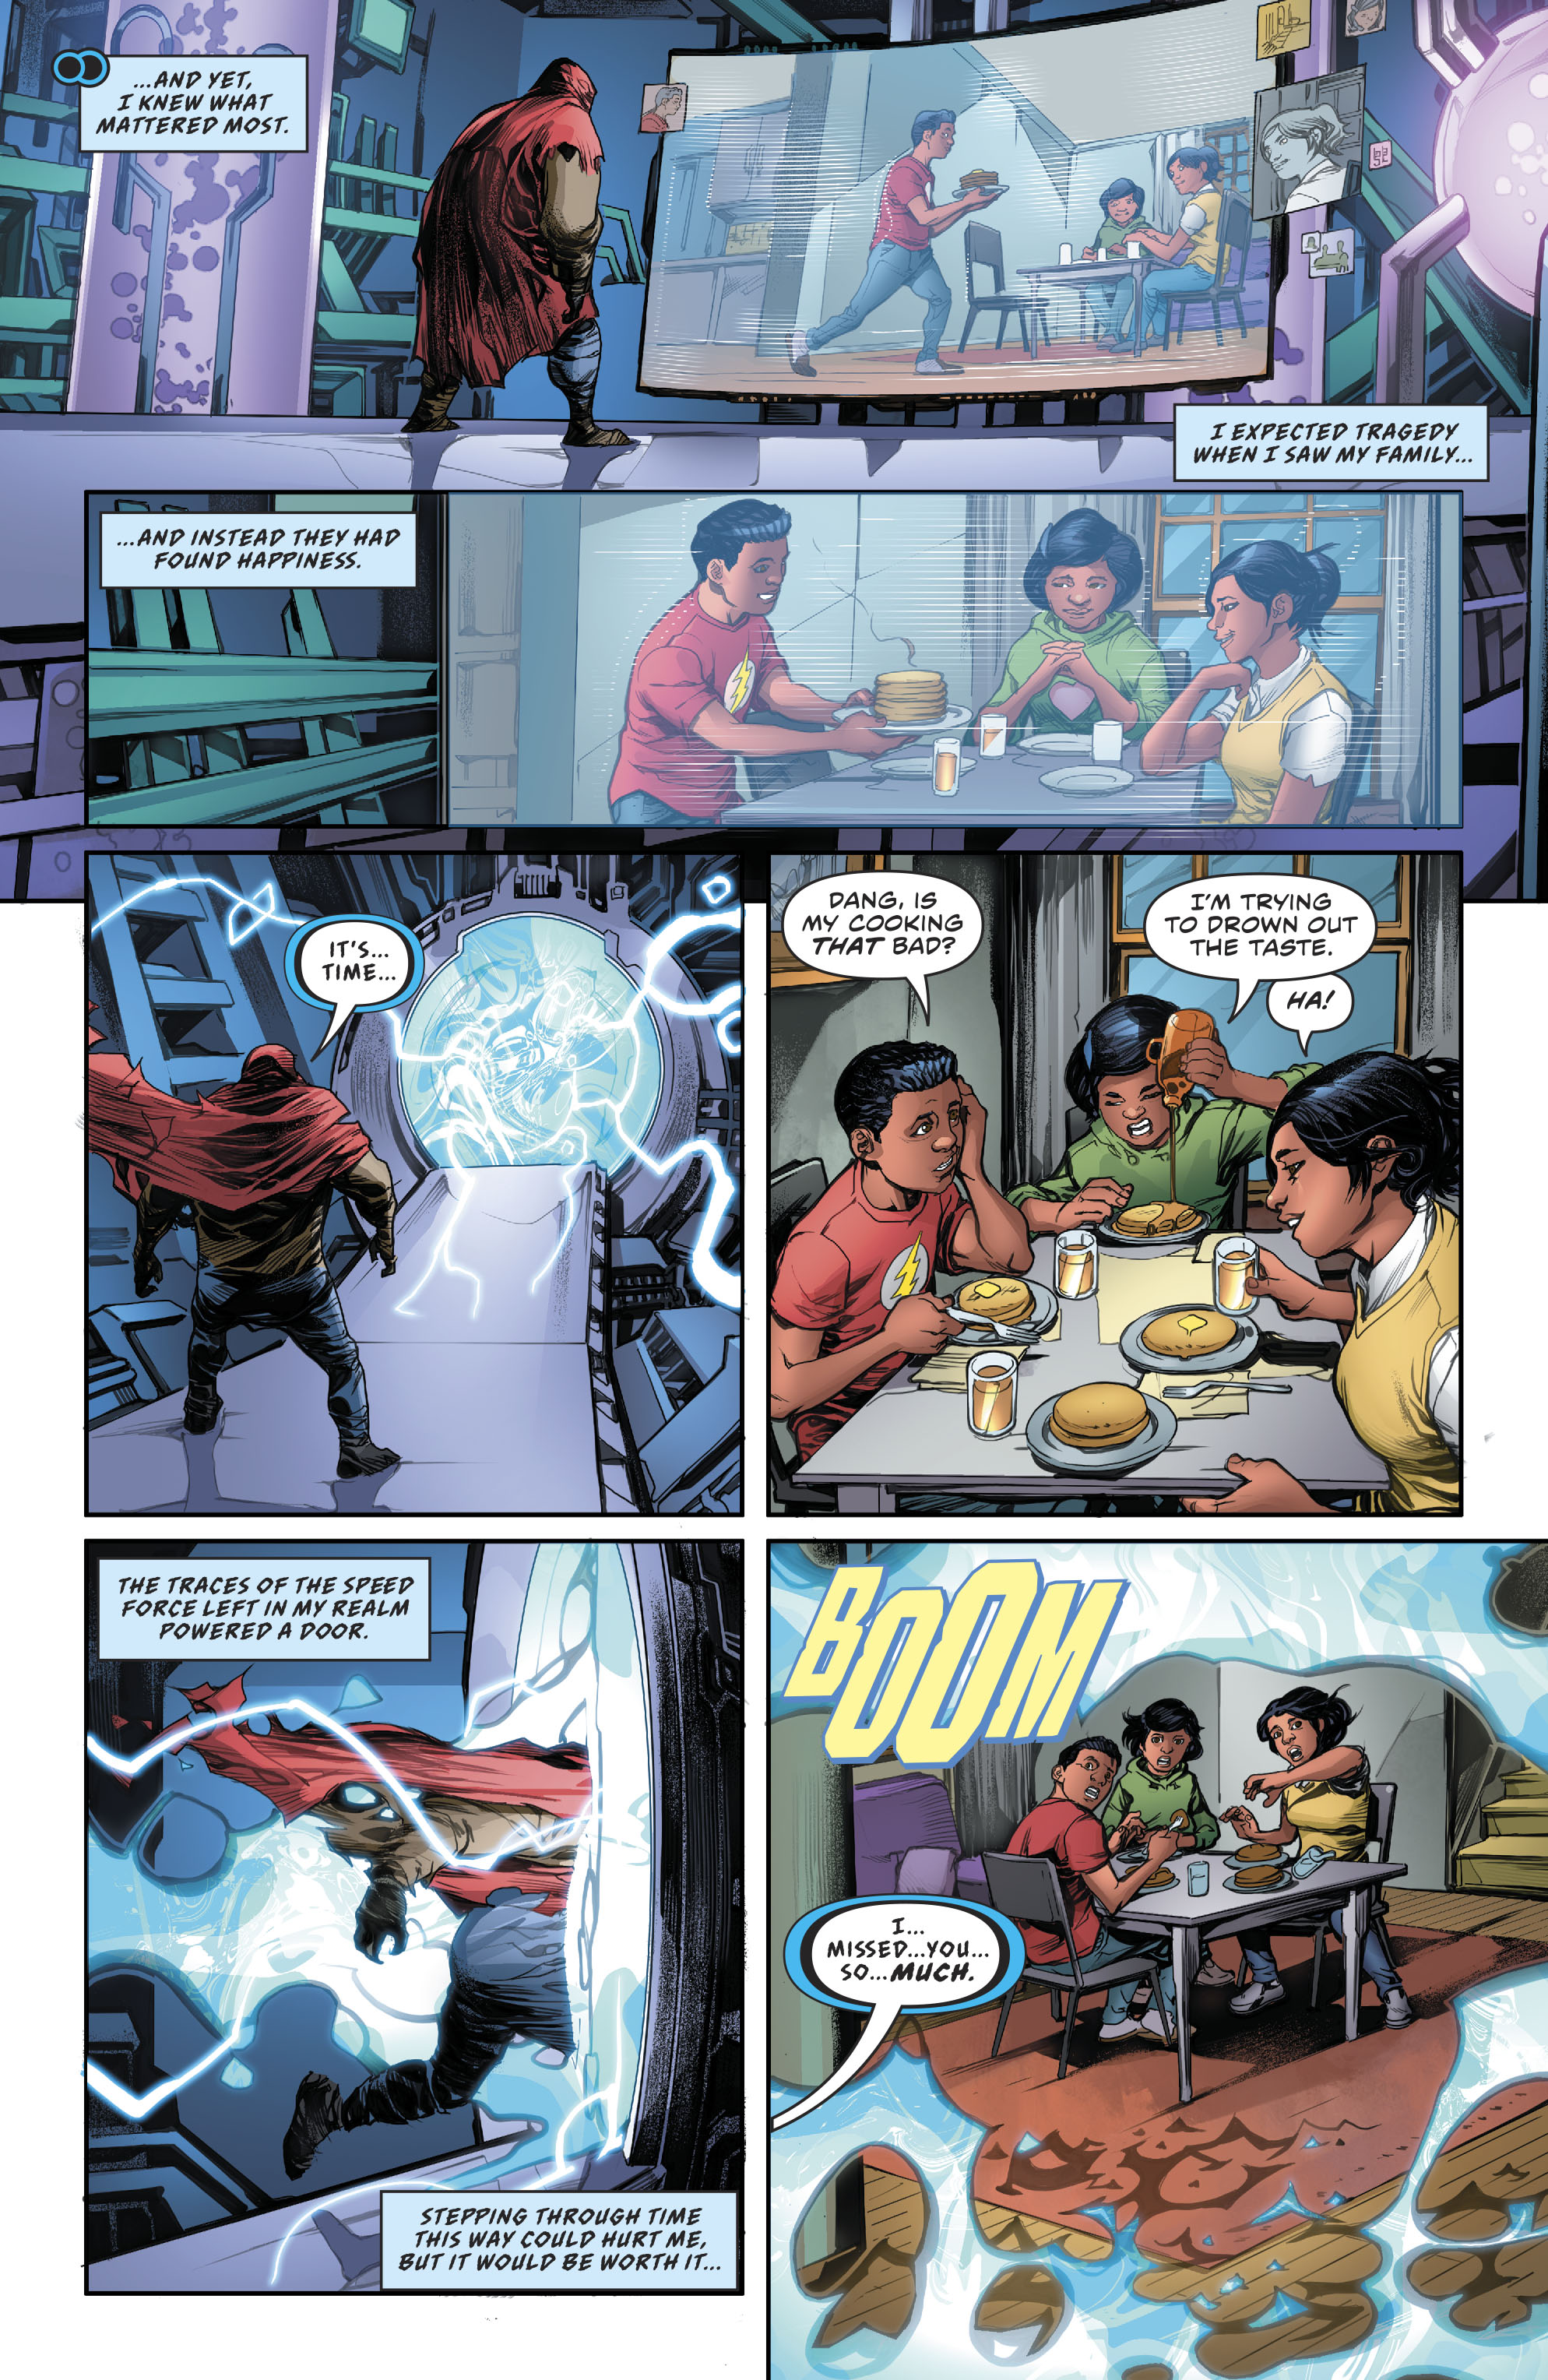 ...AND YET,
I KNEW WHAT
MATTERED MOST.
I EXPECTED TRAGEDY
WHEN I SAW MY FAMILY...
...AND INSTEAD THEY HAD
FOUND HAPPINESS.
IT'S...
TIME...
DANG, IS
MY COOKING
THAT BAD?
I'M TRYING
TO DROWN OUT
THE TASTE.
HA!
THE TRACES OF THE SPEED
FORCE LEFT IN MY REALM
POWERED A DOOR.
STEPPING THROUGH TIME
THIS WAY COULD HURT ME,
BUT IT WOULD BE WORTH IT...
BOOM
I...
MISSED...YOU...
SO...MUCH.